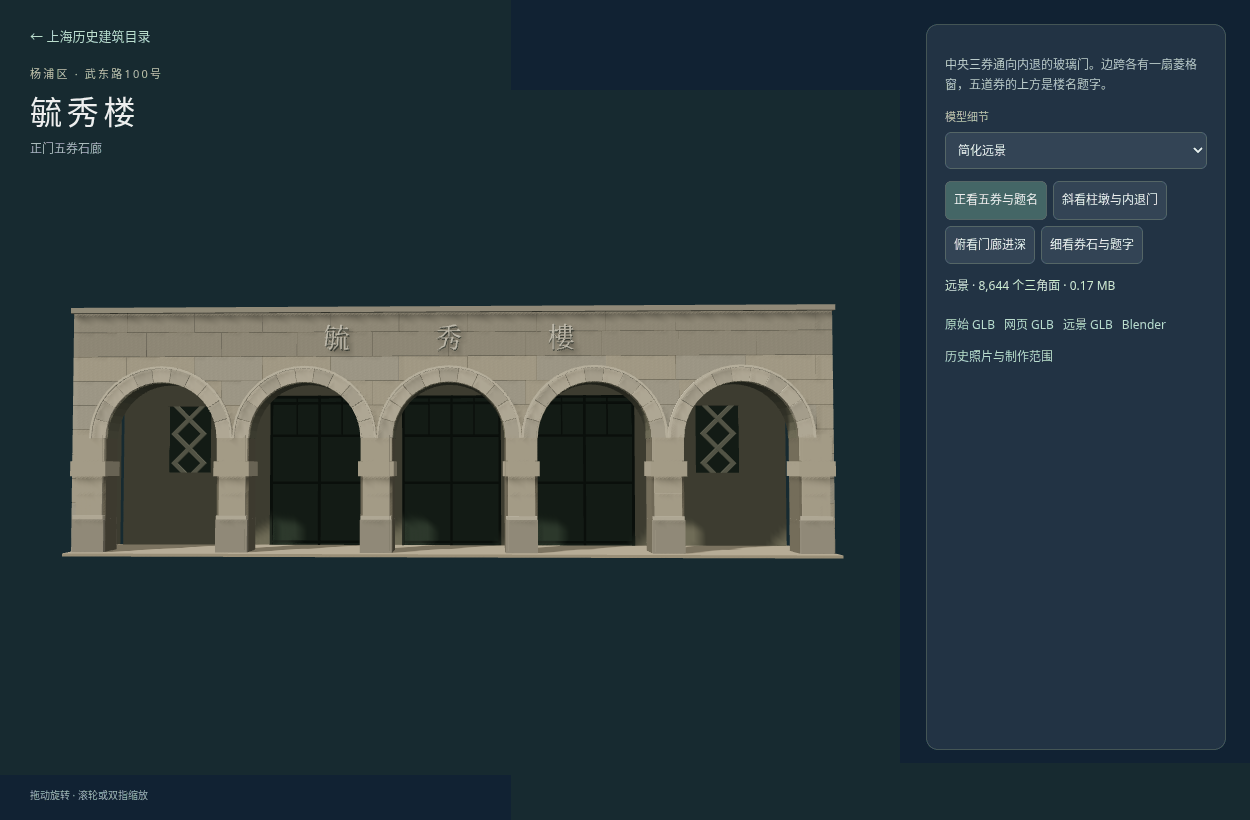 ← 上海历史建筑目录
杨浦区 · 武东路100号
毓秀楼
正门五券石廊
毓 秀 樓
拖动旋转 · 滚轮或双指缩放
中央三券通向内退的玻璃门。边跨各有一扇菱格
窗，五道券的上方是楼名题字。
模型细节
简化远景
正看五券与题名 斜看柱墩与内退门
俯看门廊进深 细看券石与题字
远景 · 8,644 个三角面 · 0.17 MB
原始 GLB 网页 GLB 远景 GLB Blender
历史照片与制作范围